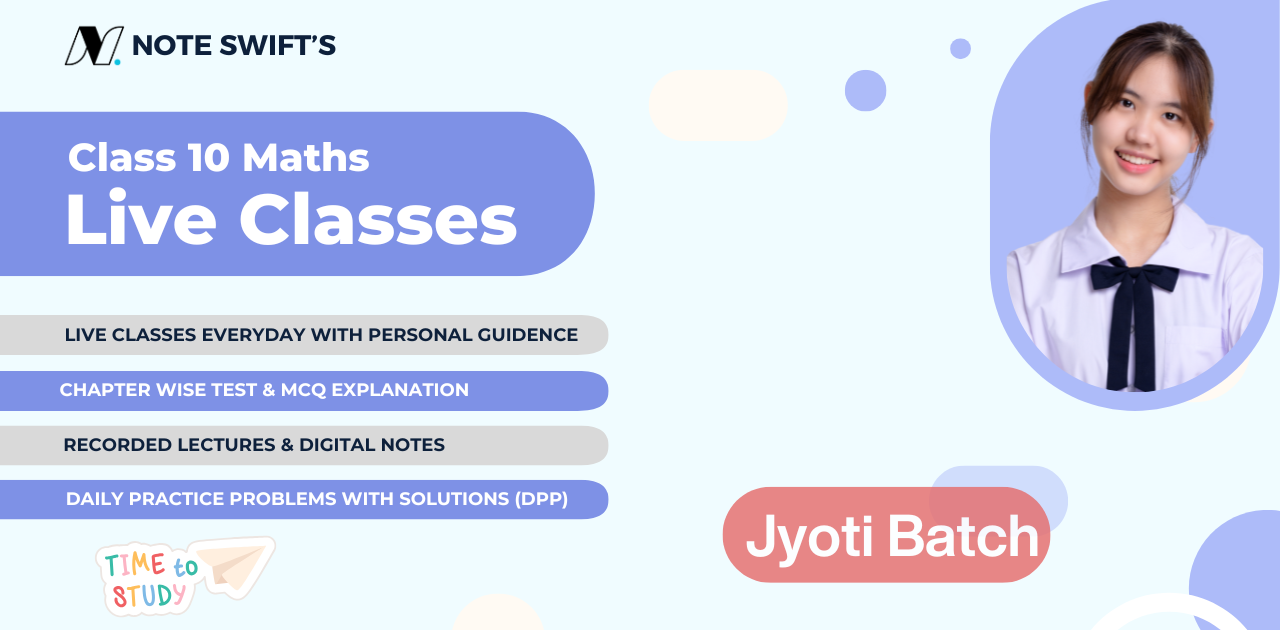 N. NOTE SWIFT’S
Class 10 Maths
Live Classes
LIVE CLASSES EVERYDAY WITH PERSONAL GUIDENCE
CHAPTER WISE TEST & MCQ EXPLANATION
RECORDED LECTURES & DIGITAL NOTES
DAILY PRACTICE PROBLEMS WITH SOLUTIONS (DPP)
TIME to
STUDY
Jyoti Batch